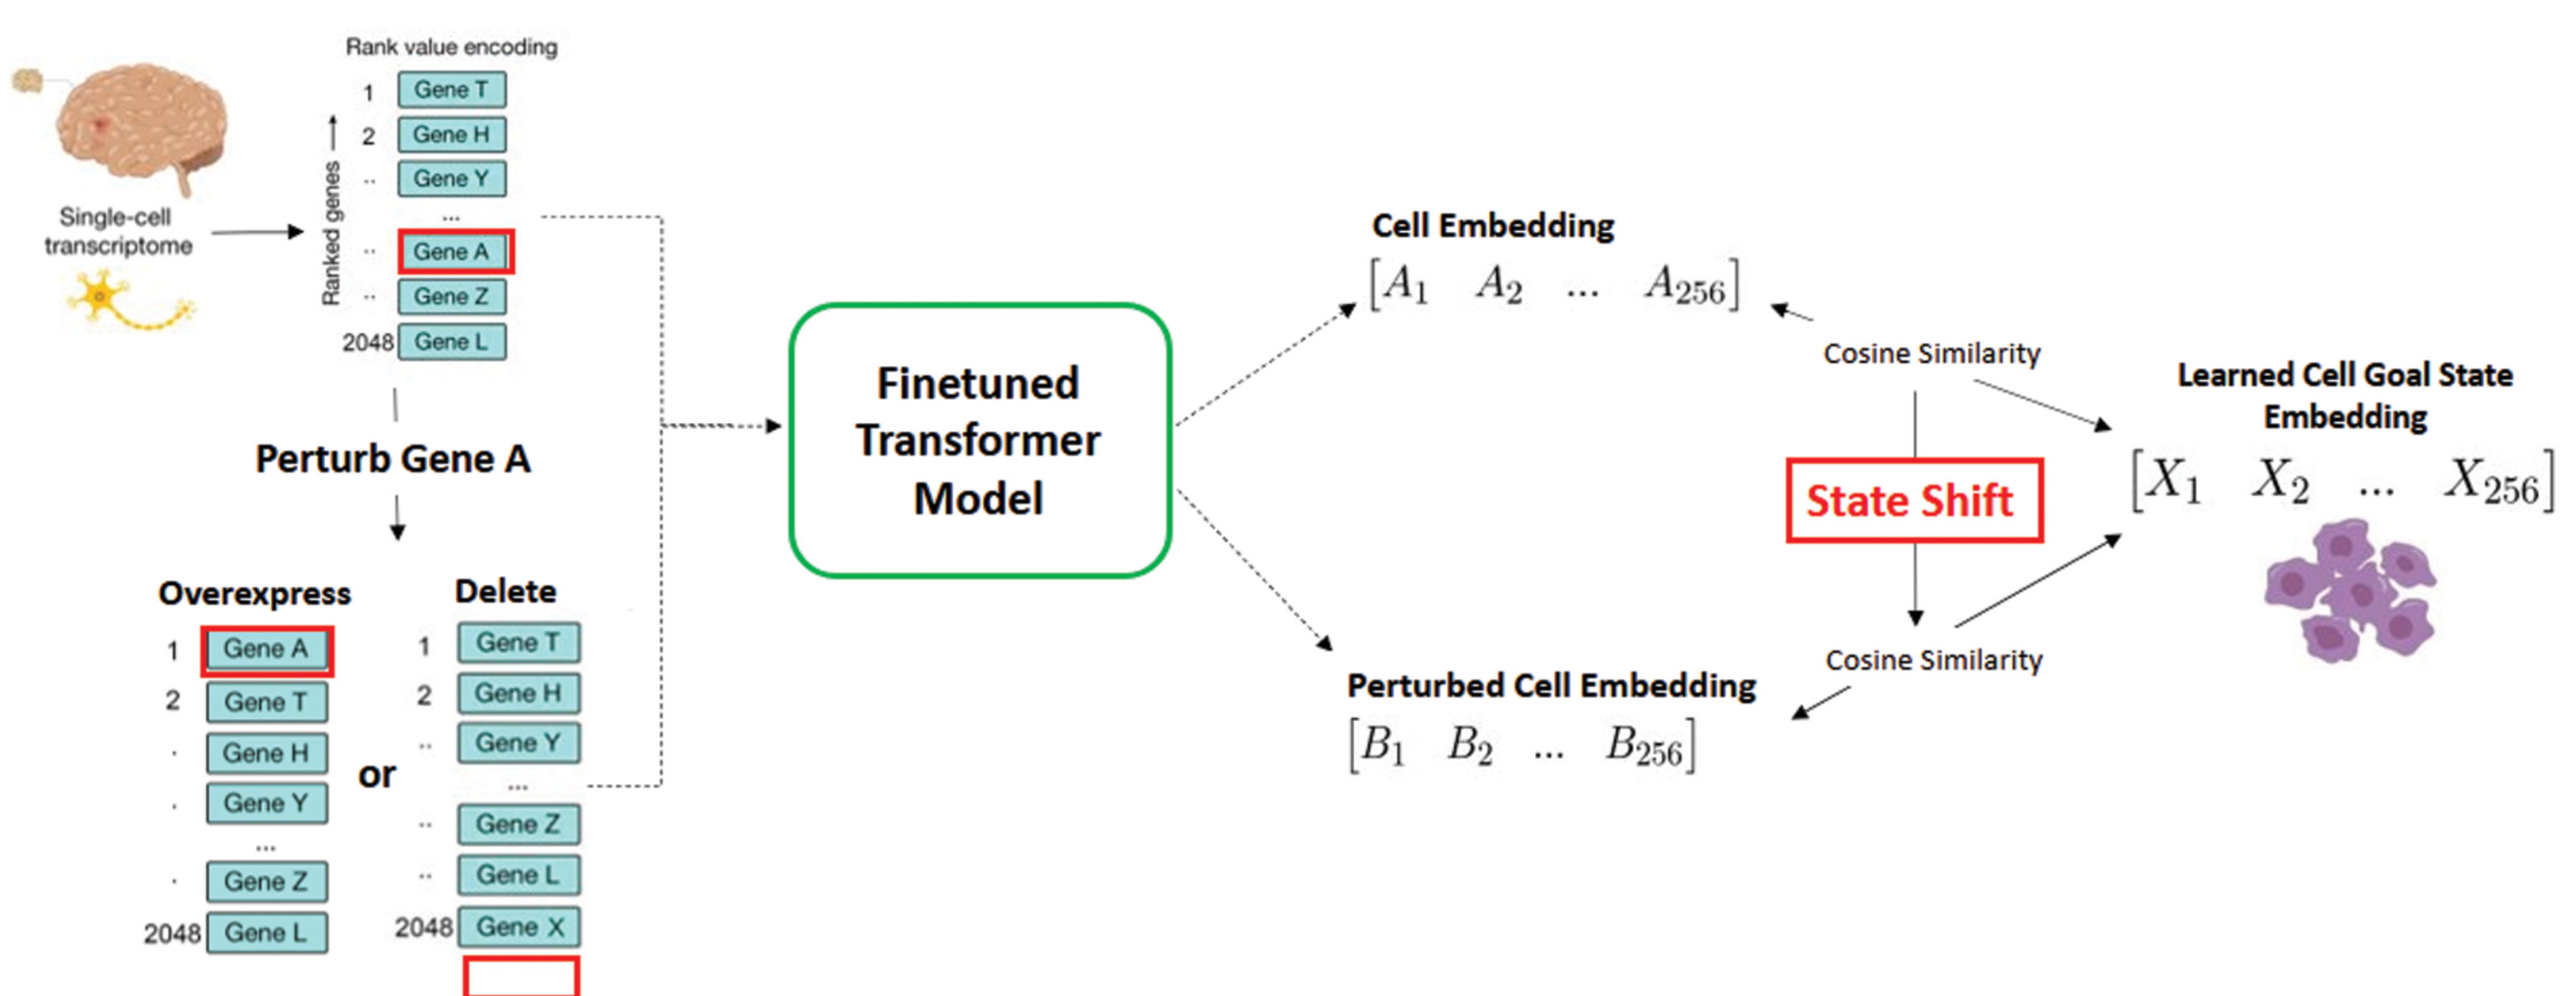 Rank value encoding
1 Gene T
2 Gene H
.. Gene Y
...
.. Gene A
.. Gene Z
2048 Gene L
Ranked genes
Single-cell
transcriptome
Perturb Gene A
Overexpress
1 Gene A
2 Gene T
. Gene H
. Gene Y
...
. Gene Z
2048 Gene L
or
Delete
1 Gene T
2 Gene H
.. Gene Y
...
.. Gene Z
.. Gene L
2048 Gene X
Finetuned
Transformer
Model
Cell Embedding
[A₁ A₂ ... A₂₅₆]
Cosine Similarity
Learned Cell Goal State
Embedding
[X₁ X₂ ... X₂₅₆]
State Shift
Cosine Similarity
Perturbed Cell Embedding
[B₁ B₂ ... B₂₅₆]